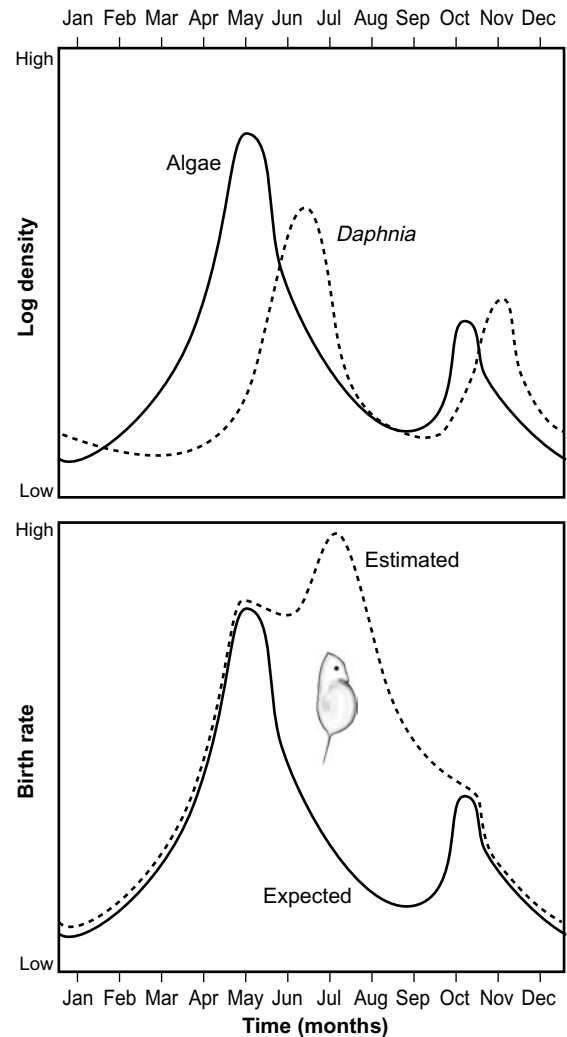 Jan Feb Mar Apr May Jun Jul Aug Sep Oct Nov Dec
High
Algae
Daphnia
Log density
Low
High
Estimated
Birth rate
Expected
Low
Jan Feb Mar Apr May Jun Jul Aug Sep Oct Nov Dec
Time (months)